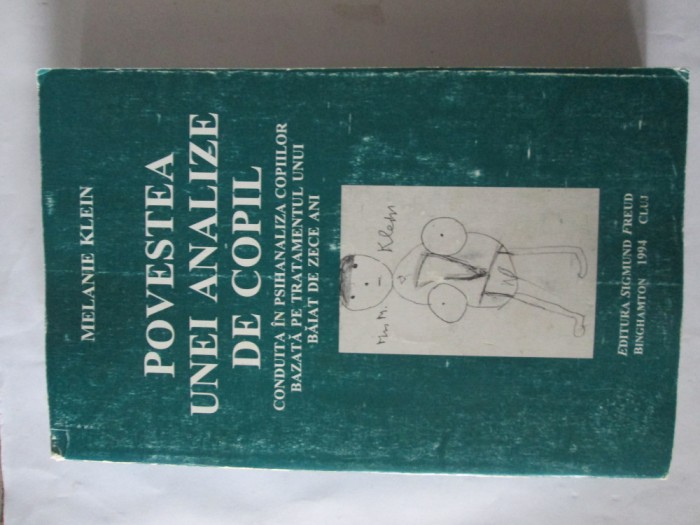 MELANIE KLEIN
POVESTEA
UNEI ANALIZE
DE COPIL
CONDUITA ÎN PSIHANALIZA COPIILOR
BAZATĂ PE TRATAMENTUL UNUI
BĂIAT DE ZECE ANI
Klein
EDITURA SIGMUND FREUD
BINGHAMTON 1994 CLUJ